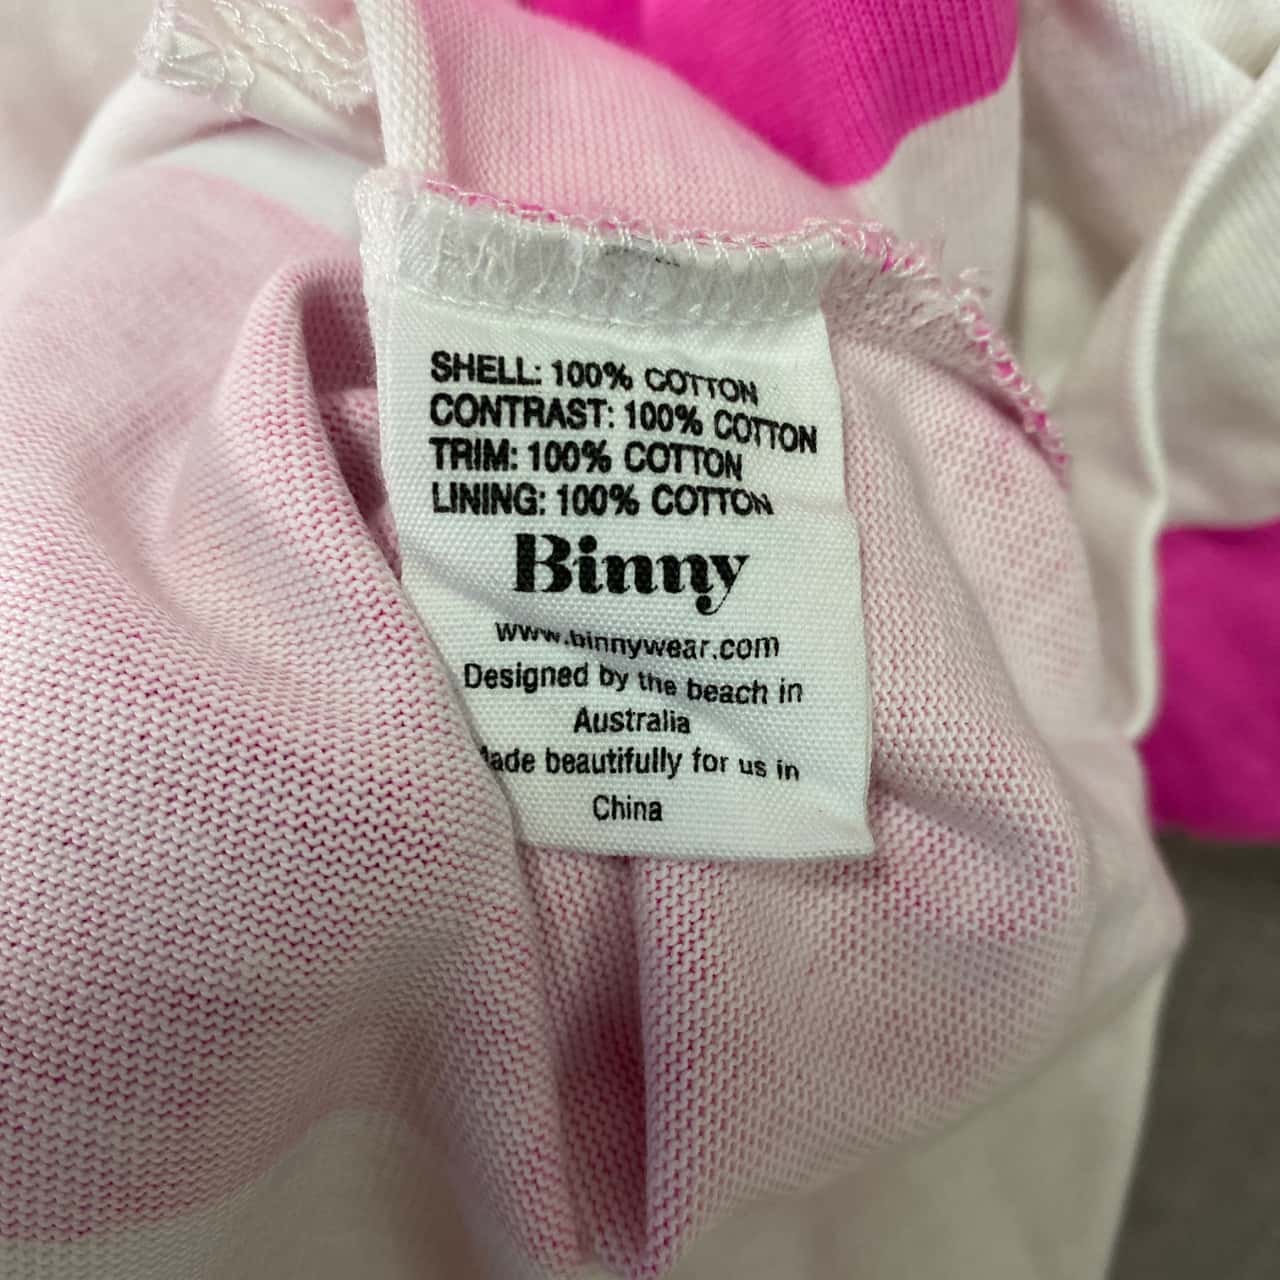 SHELL: 100% COTTON
CONTRAST: 100% COTTON
TRIM: 100% COTTON
LINING: 100% COTTON
Binny
www.binnywear.com
Designed by the beach in
Australia
Made beautifully for us in
China